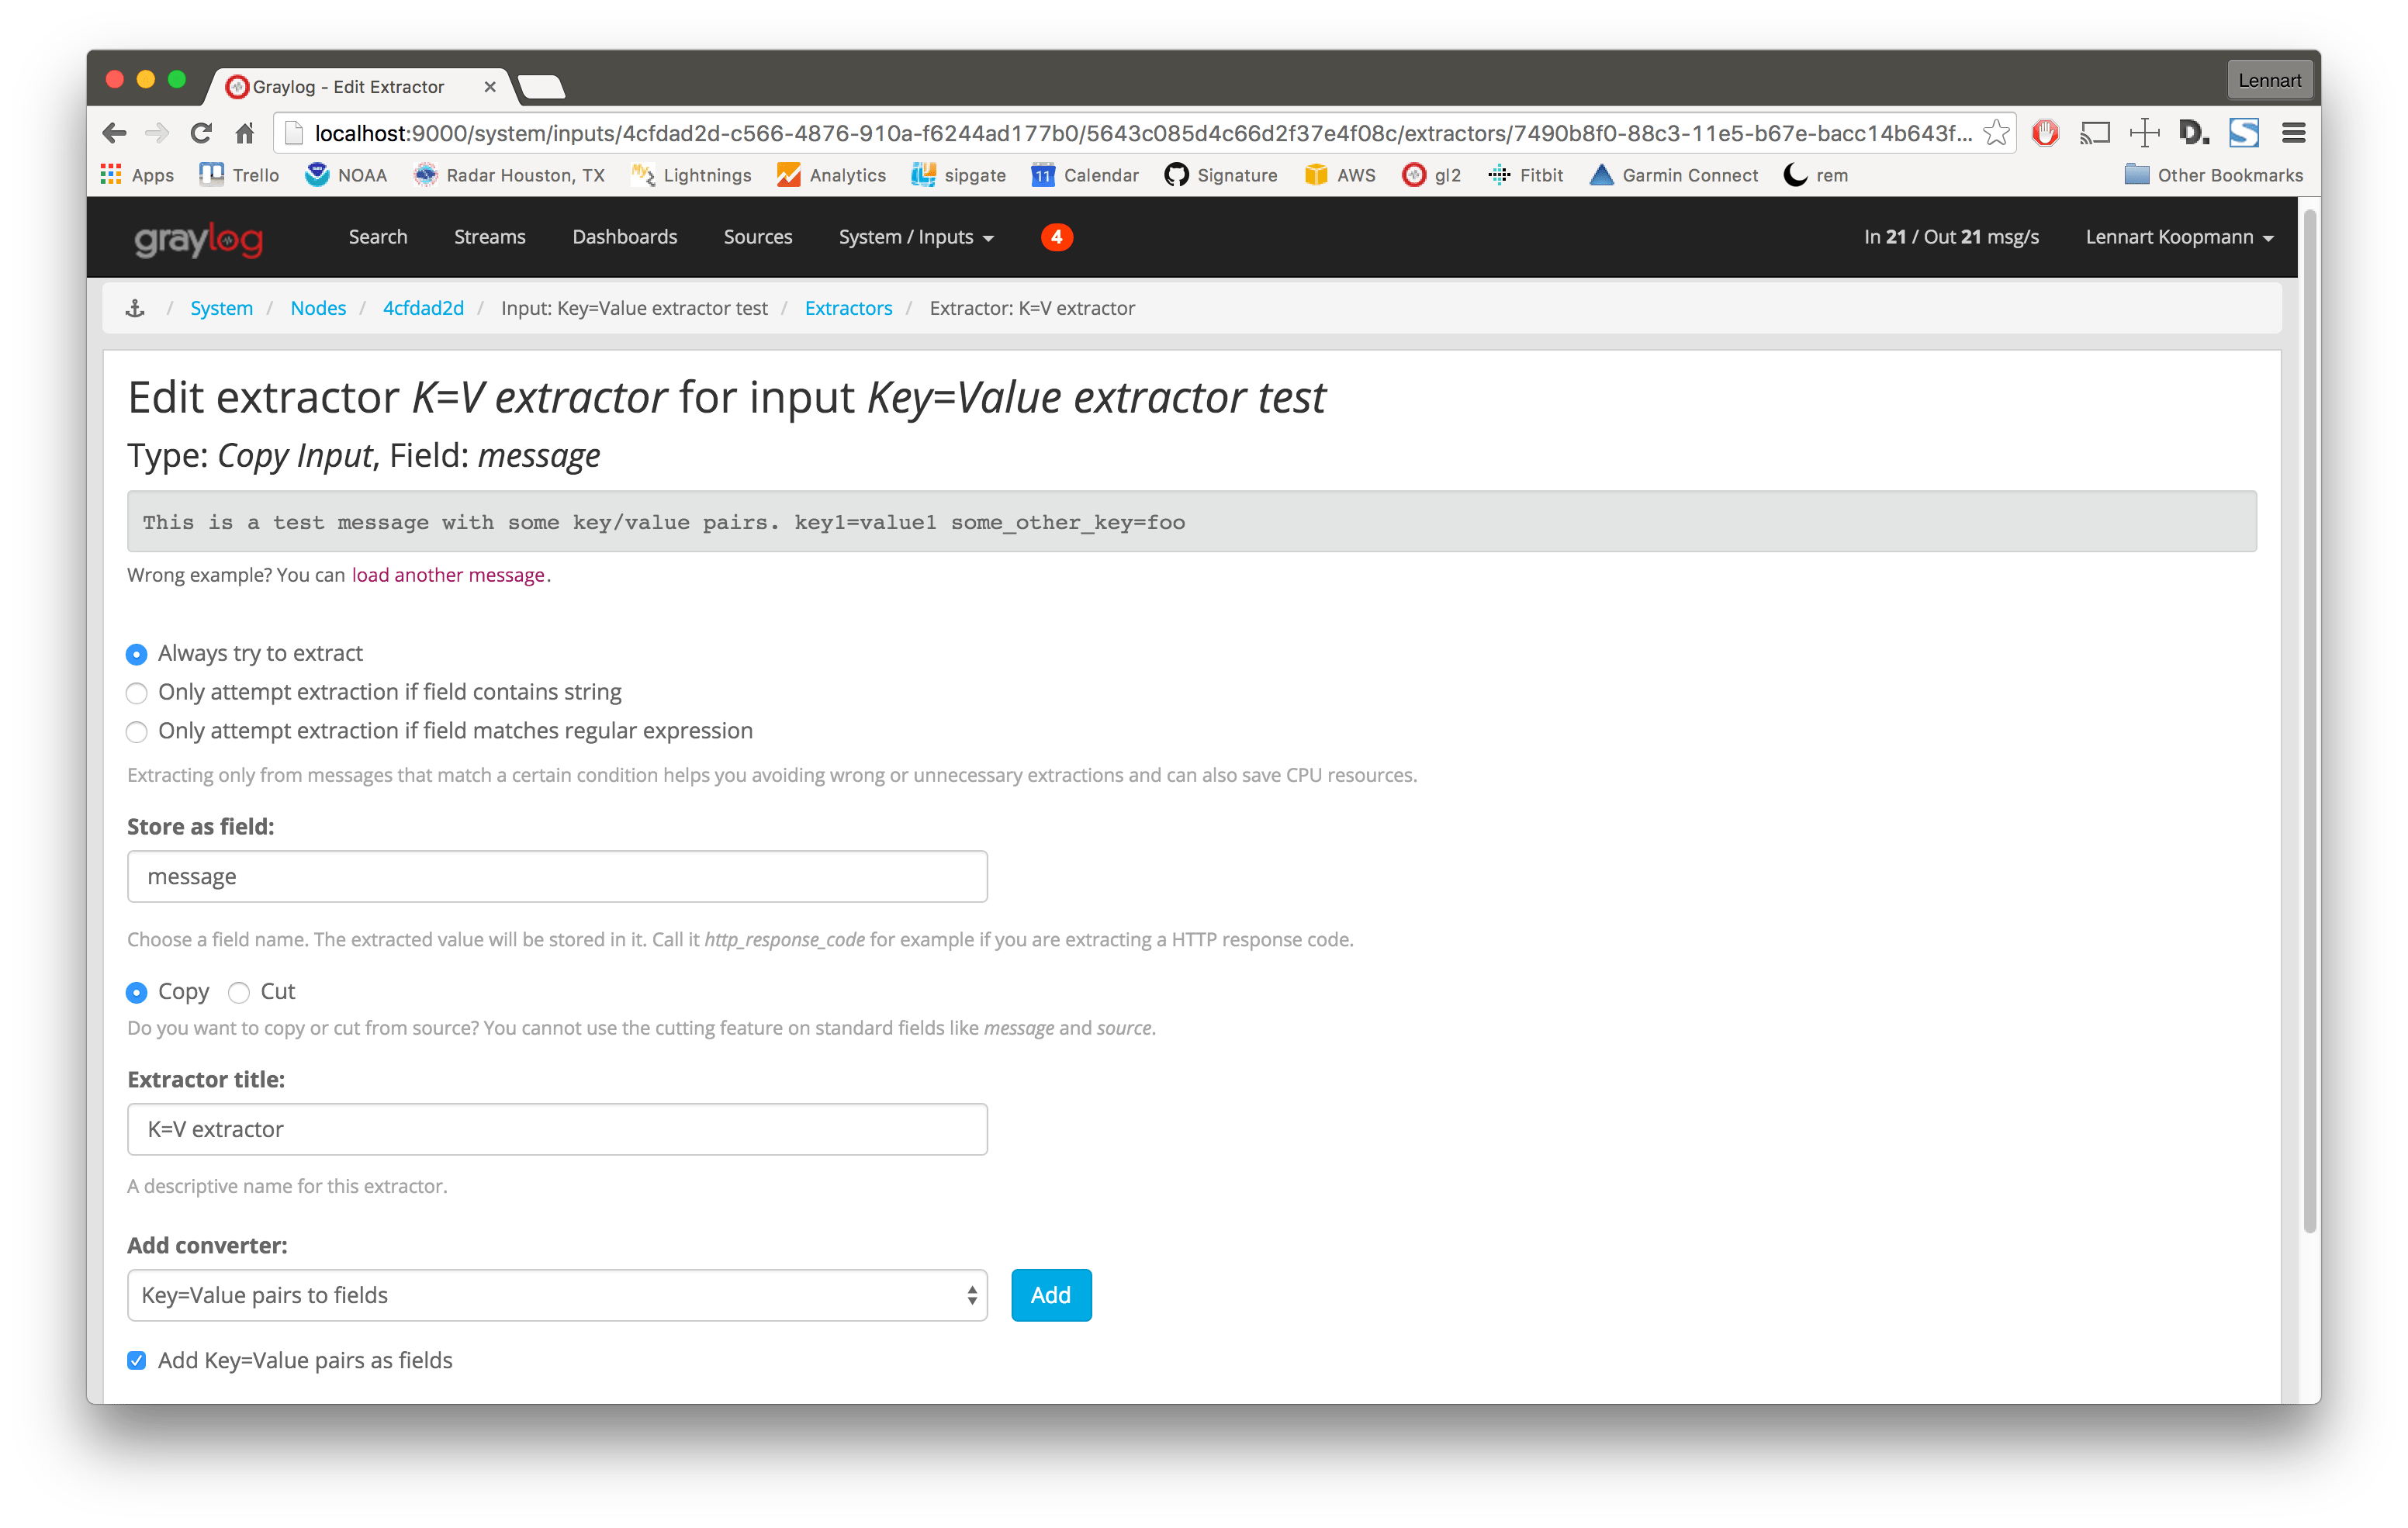 Graylog - Edit Extractor
Lennart
localhost:9000/system/inputs/4cfdad2d-c566-4876-910a-f6244ad177b0/5643c085d4c66d2f37e4f08c/extractors/7490b8f0-88c3-11e5-b67e-bacc14b643f...
Apps Trello NOAA Radar Houston, TX Lightnings Analytics sipgate 11 Calendar Signature AWS gl2 Fitbit Garmin Connect rem Other Bookmarks
graylog Search Streams Dashboards Sources System / Inputs 4 In 21 / Out 21 msg/s Lennart Koopmann
/ System / Nodes / 4cfdad2d / Input: Key=Value extractor test / Extractors / Extractor: K=V extractor
Edit extractor K=V extractor for input Key=Value extractor test
Type: Copy Input, Field: message
This is a test message with some key/value pairs. key1=value1 some_other_key=foo
Wrong example? You can load another message.
Always try to extract
Only attempt extraction if field contains string
Only attempt extraction if field matches regular expression
Extracting only from messages that match a certain condition helps you avoiding wrong or unnecessary extractions and can also save CPU resources.
Store as field:
message
Choose a field name. The extracted value will be stored in it. Call it http_response_code for example if you are extracting a HTTP response code.
Copy Cut
Do you want to copy or cut from source? You cannot use the cutting feature on standard fields like message and source.
Extractor title:
K=V extractor
A descriptive name for this extractor.
Add converter:
Key=Value pairs to fields Add
Add Key=Value pairs as fields